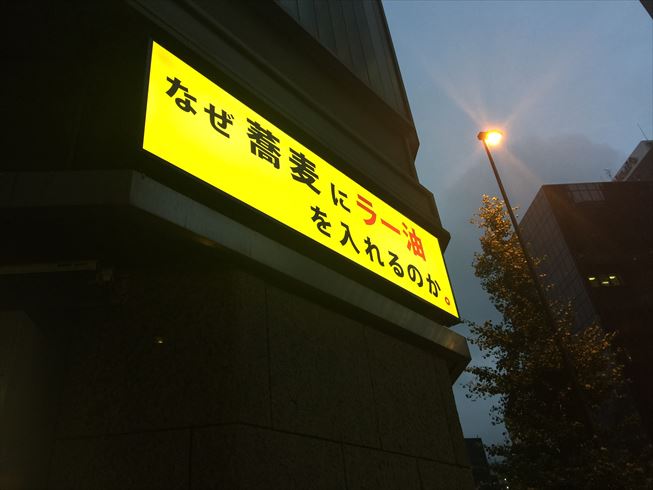 なぜ蕎麦にラー油
を入れるのか。